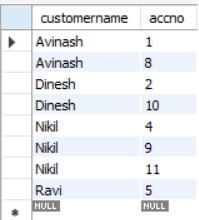 customername accno
Avinash 1
Avinash 8
Dinesh 2
Dinesh 10
Nikil 4
Nikil 9
Nikil 11
Ravi 5
NULL NULL